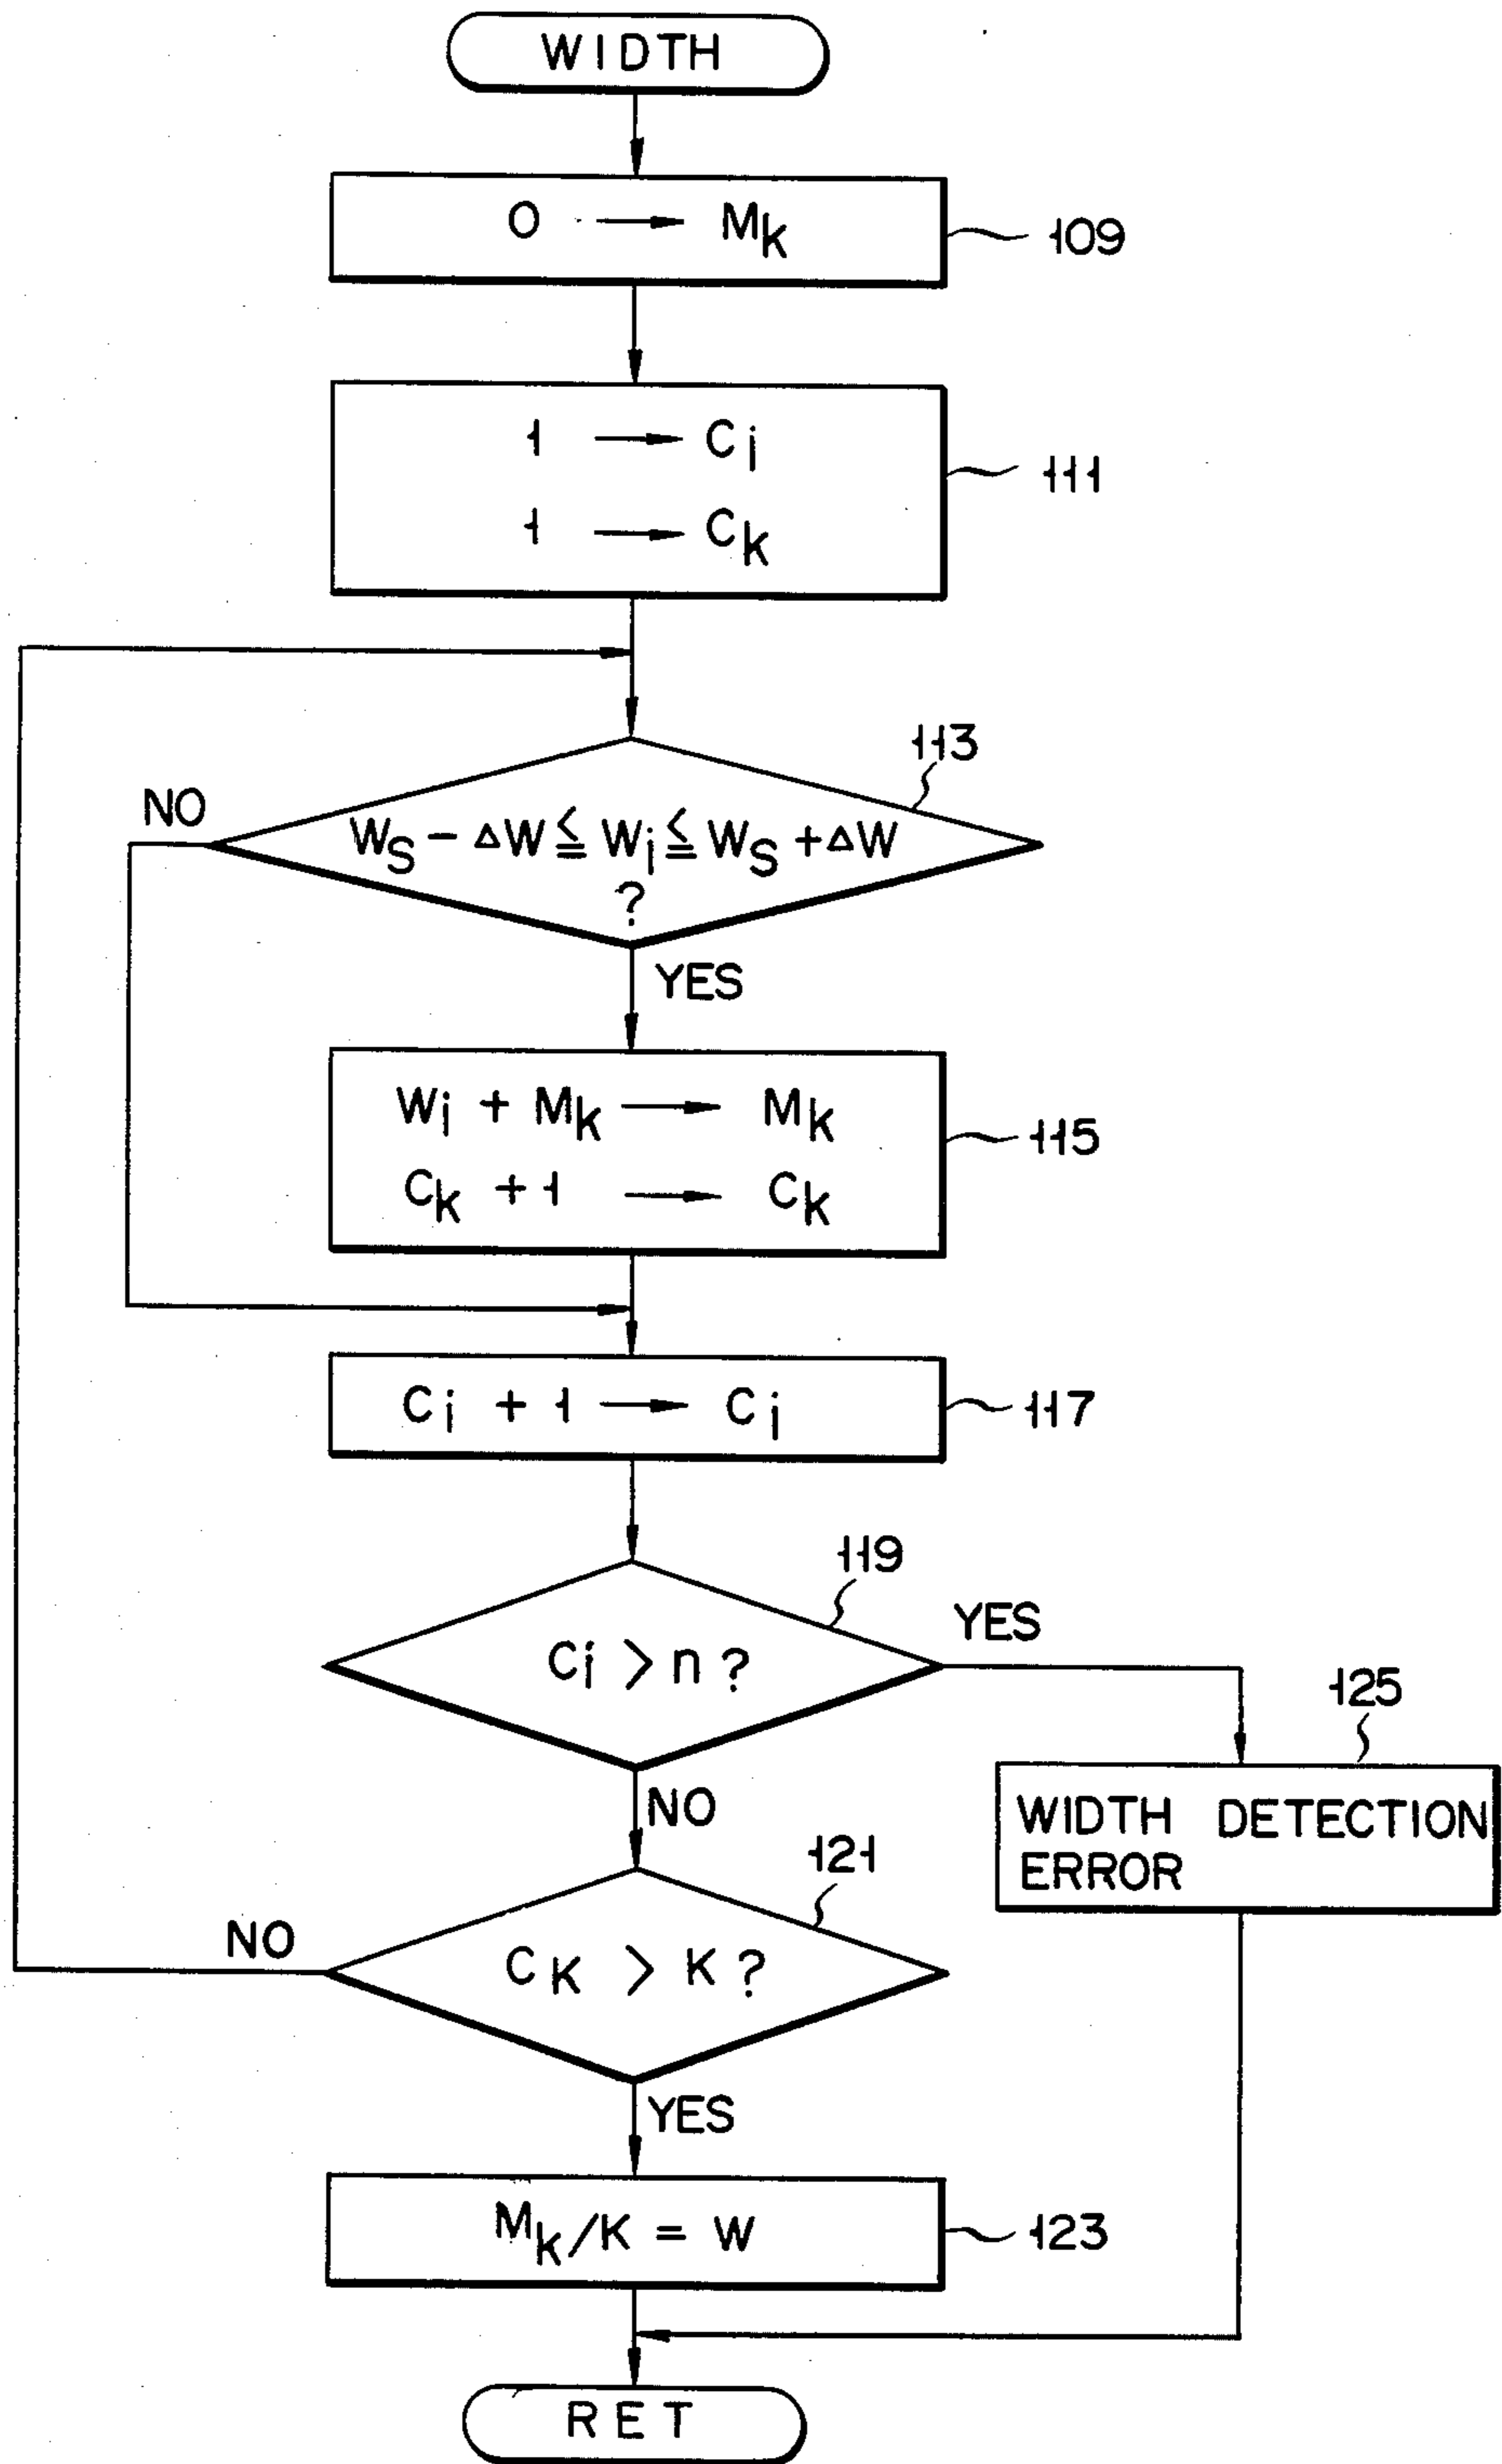 WIDTH
0 → Mk
109
1 → Ci
1 → Ck
111
113
NO
WS − ΔW ≦ Wi ≦ WS + ΔW
?
YES
Wi + Mk → Mk
Ck + 1 → Ck
115
Ci + 1 → Ci
117
119
Ci > n ?
YES
125
NO
WIDTH DETECTION
ERROR
121
NO
CK > K ?
YES
Mk/K = W
123
RET